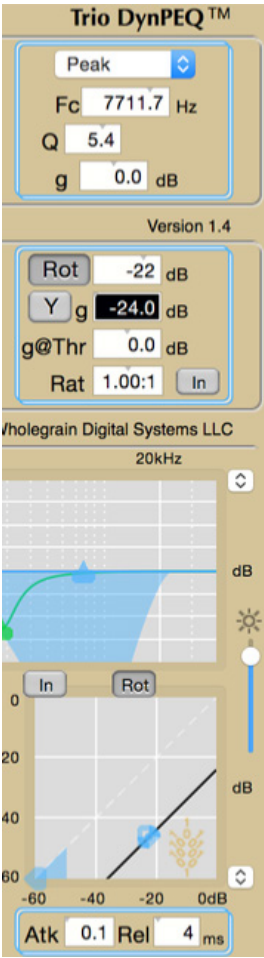 Trio DynPEQ™
Peak
Fc 7711.7 Hz
Q 5.4
g 0.0 dB
Version 1.4
Rot -22 dB
Y g -24.0 dB
g@Thr 0.0 dB
Rat 1.00:1 In
Wholegrain Digital Systems LLC
20kHz
dB
In Rot
0
20
dB
40
60
-60 -40 -20 0dB
Atk 0.1 Rel 4 ms